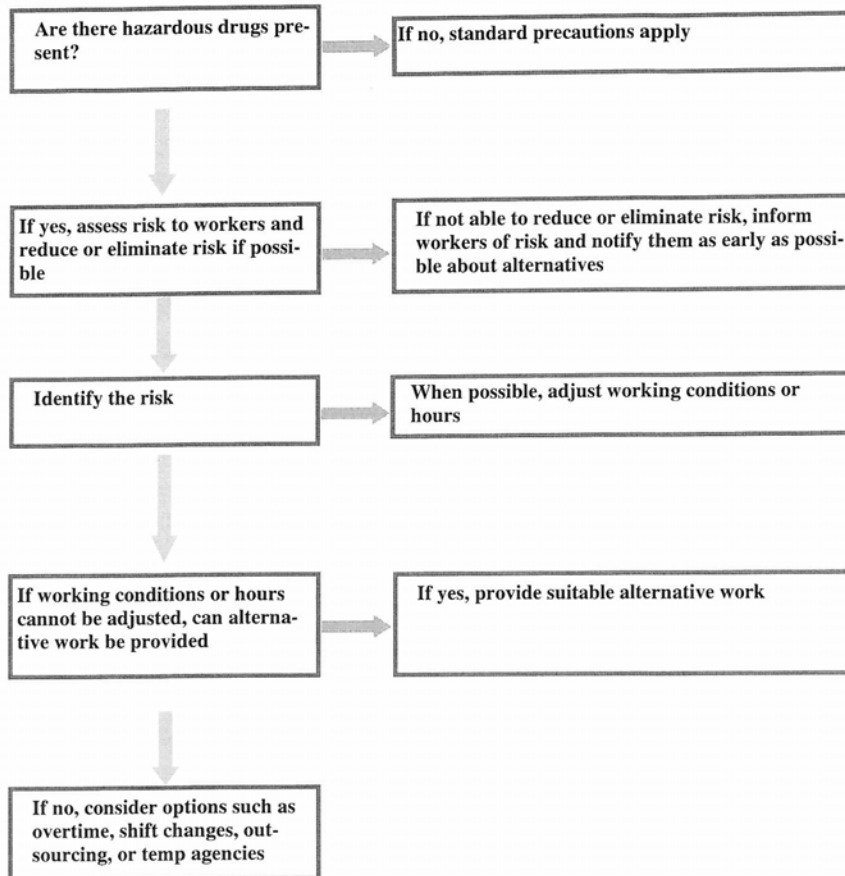 Are there hazardous drugs pre-
sent?
If no, standard precautions apply
If yes, assess risk to workers and
reduce or eliminate risk if possi-
ble
If not able to reduce or eliminate risk, inform
workers of risk and notify them as early as possi-
ble about alternatives
Identify the risk
When possible, adjust working conditions or
hours
If working conditions or hours
cannot be adjusted, can alterna-
tive work be provided
If yes, provide suitable alternative work
If no, consider options such as
overtime, shift changes, out-
sourcing, or temp agencies